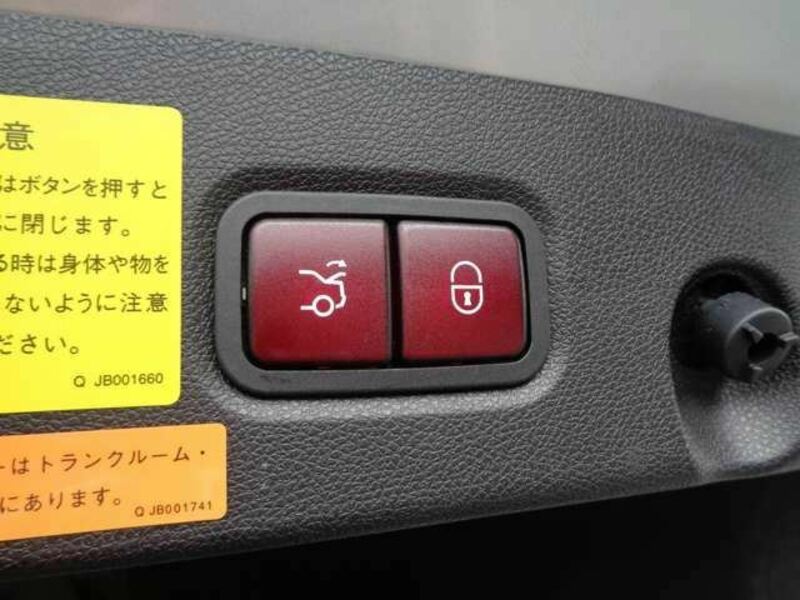 意
はボタンを押すと
に閉じます。
る時は身体や物を
ないように注意
ださい。
Q JB001660
ーはトランクルーム・
にあります。
Q JB001741